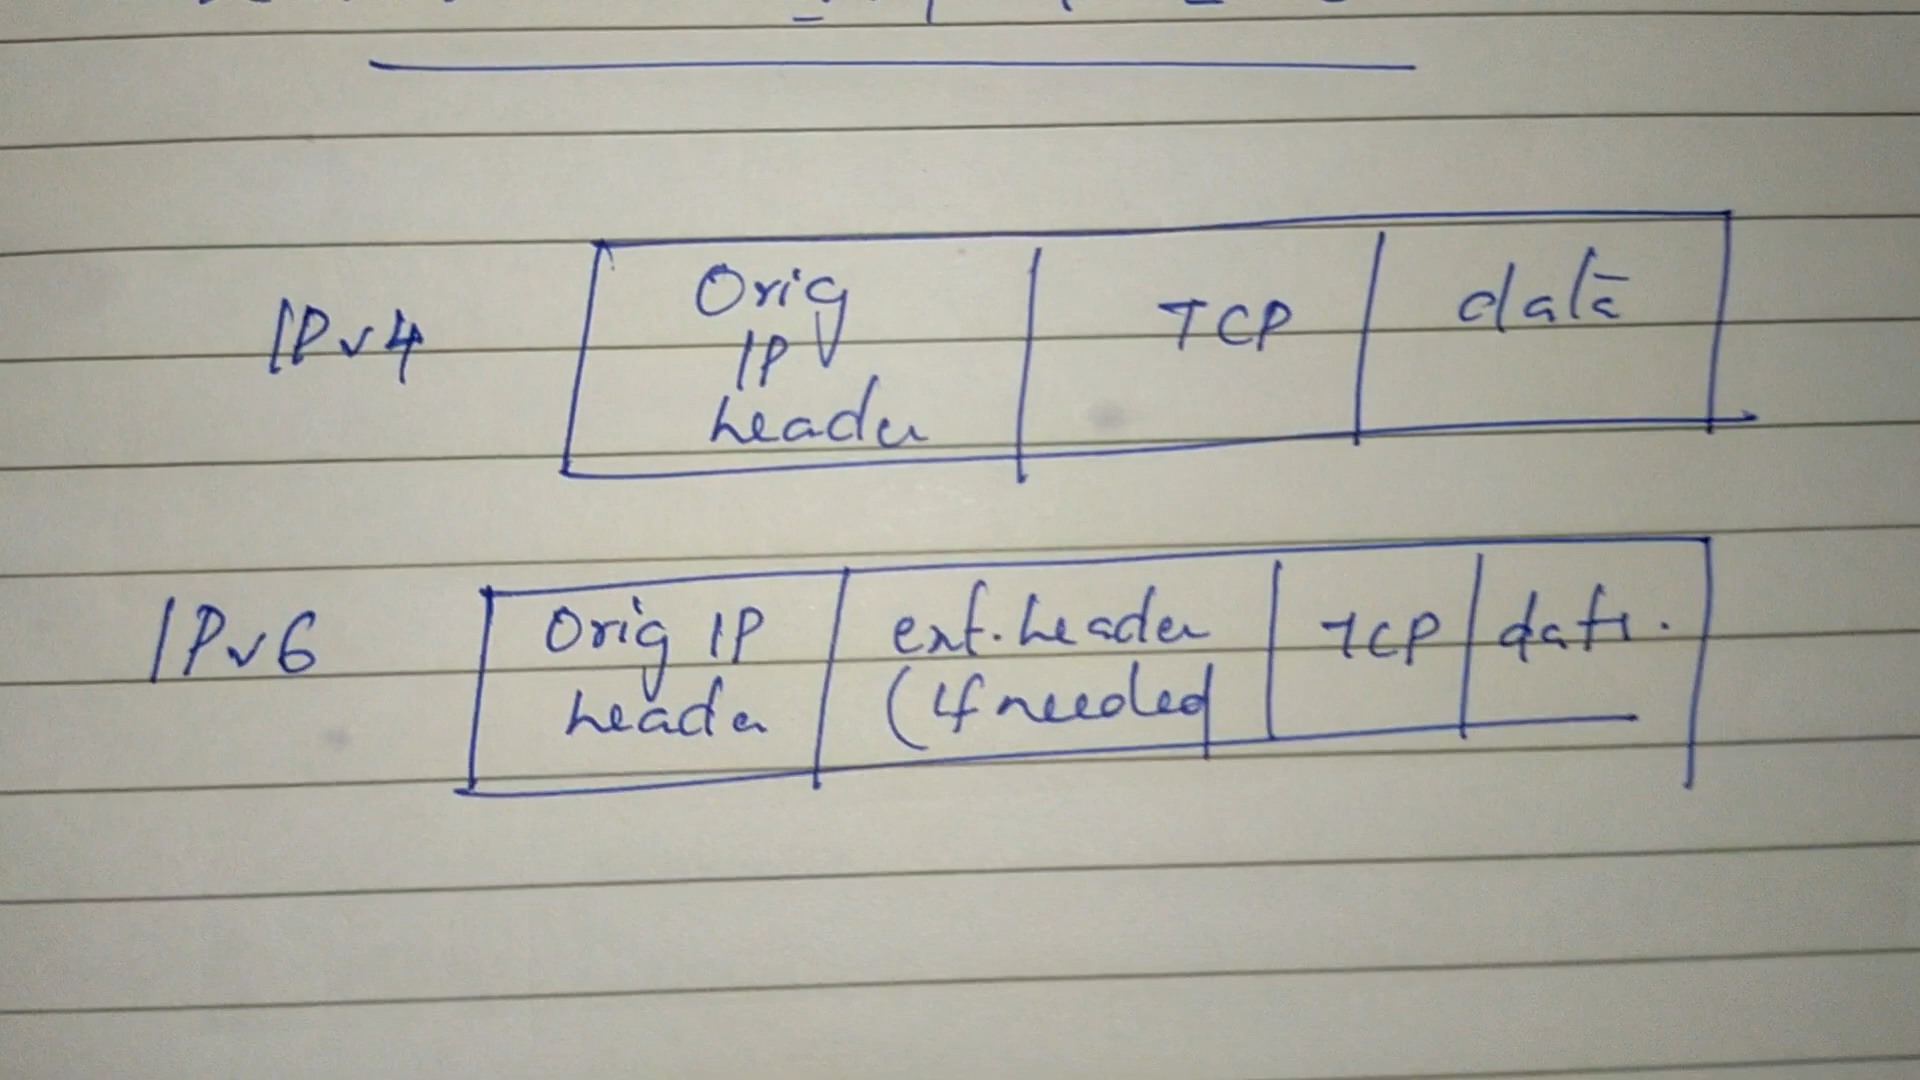 IPv4
Orig
IP
header
TCP
data
IPv6
Orig IP
header
ext. header
(If needed
TCP
data.